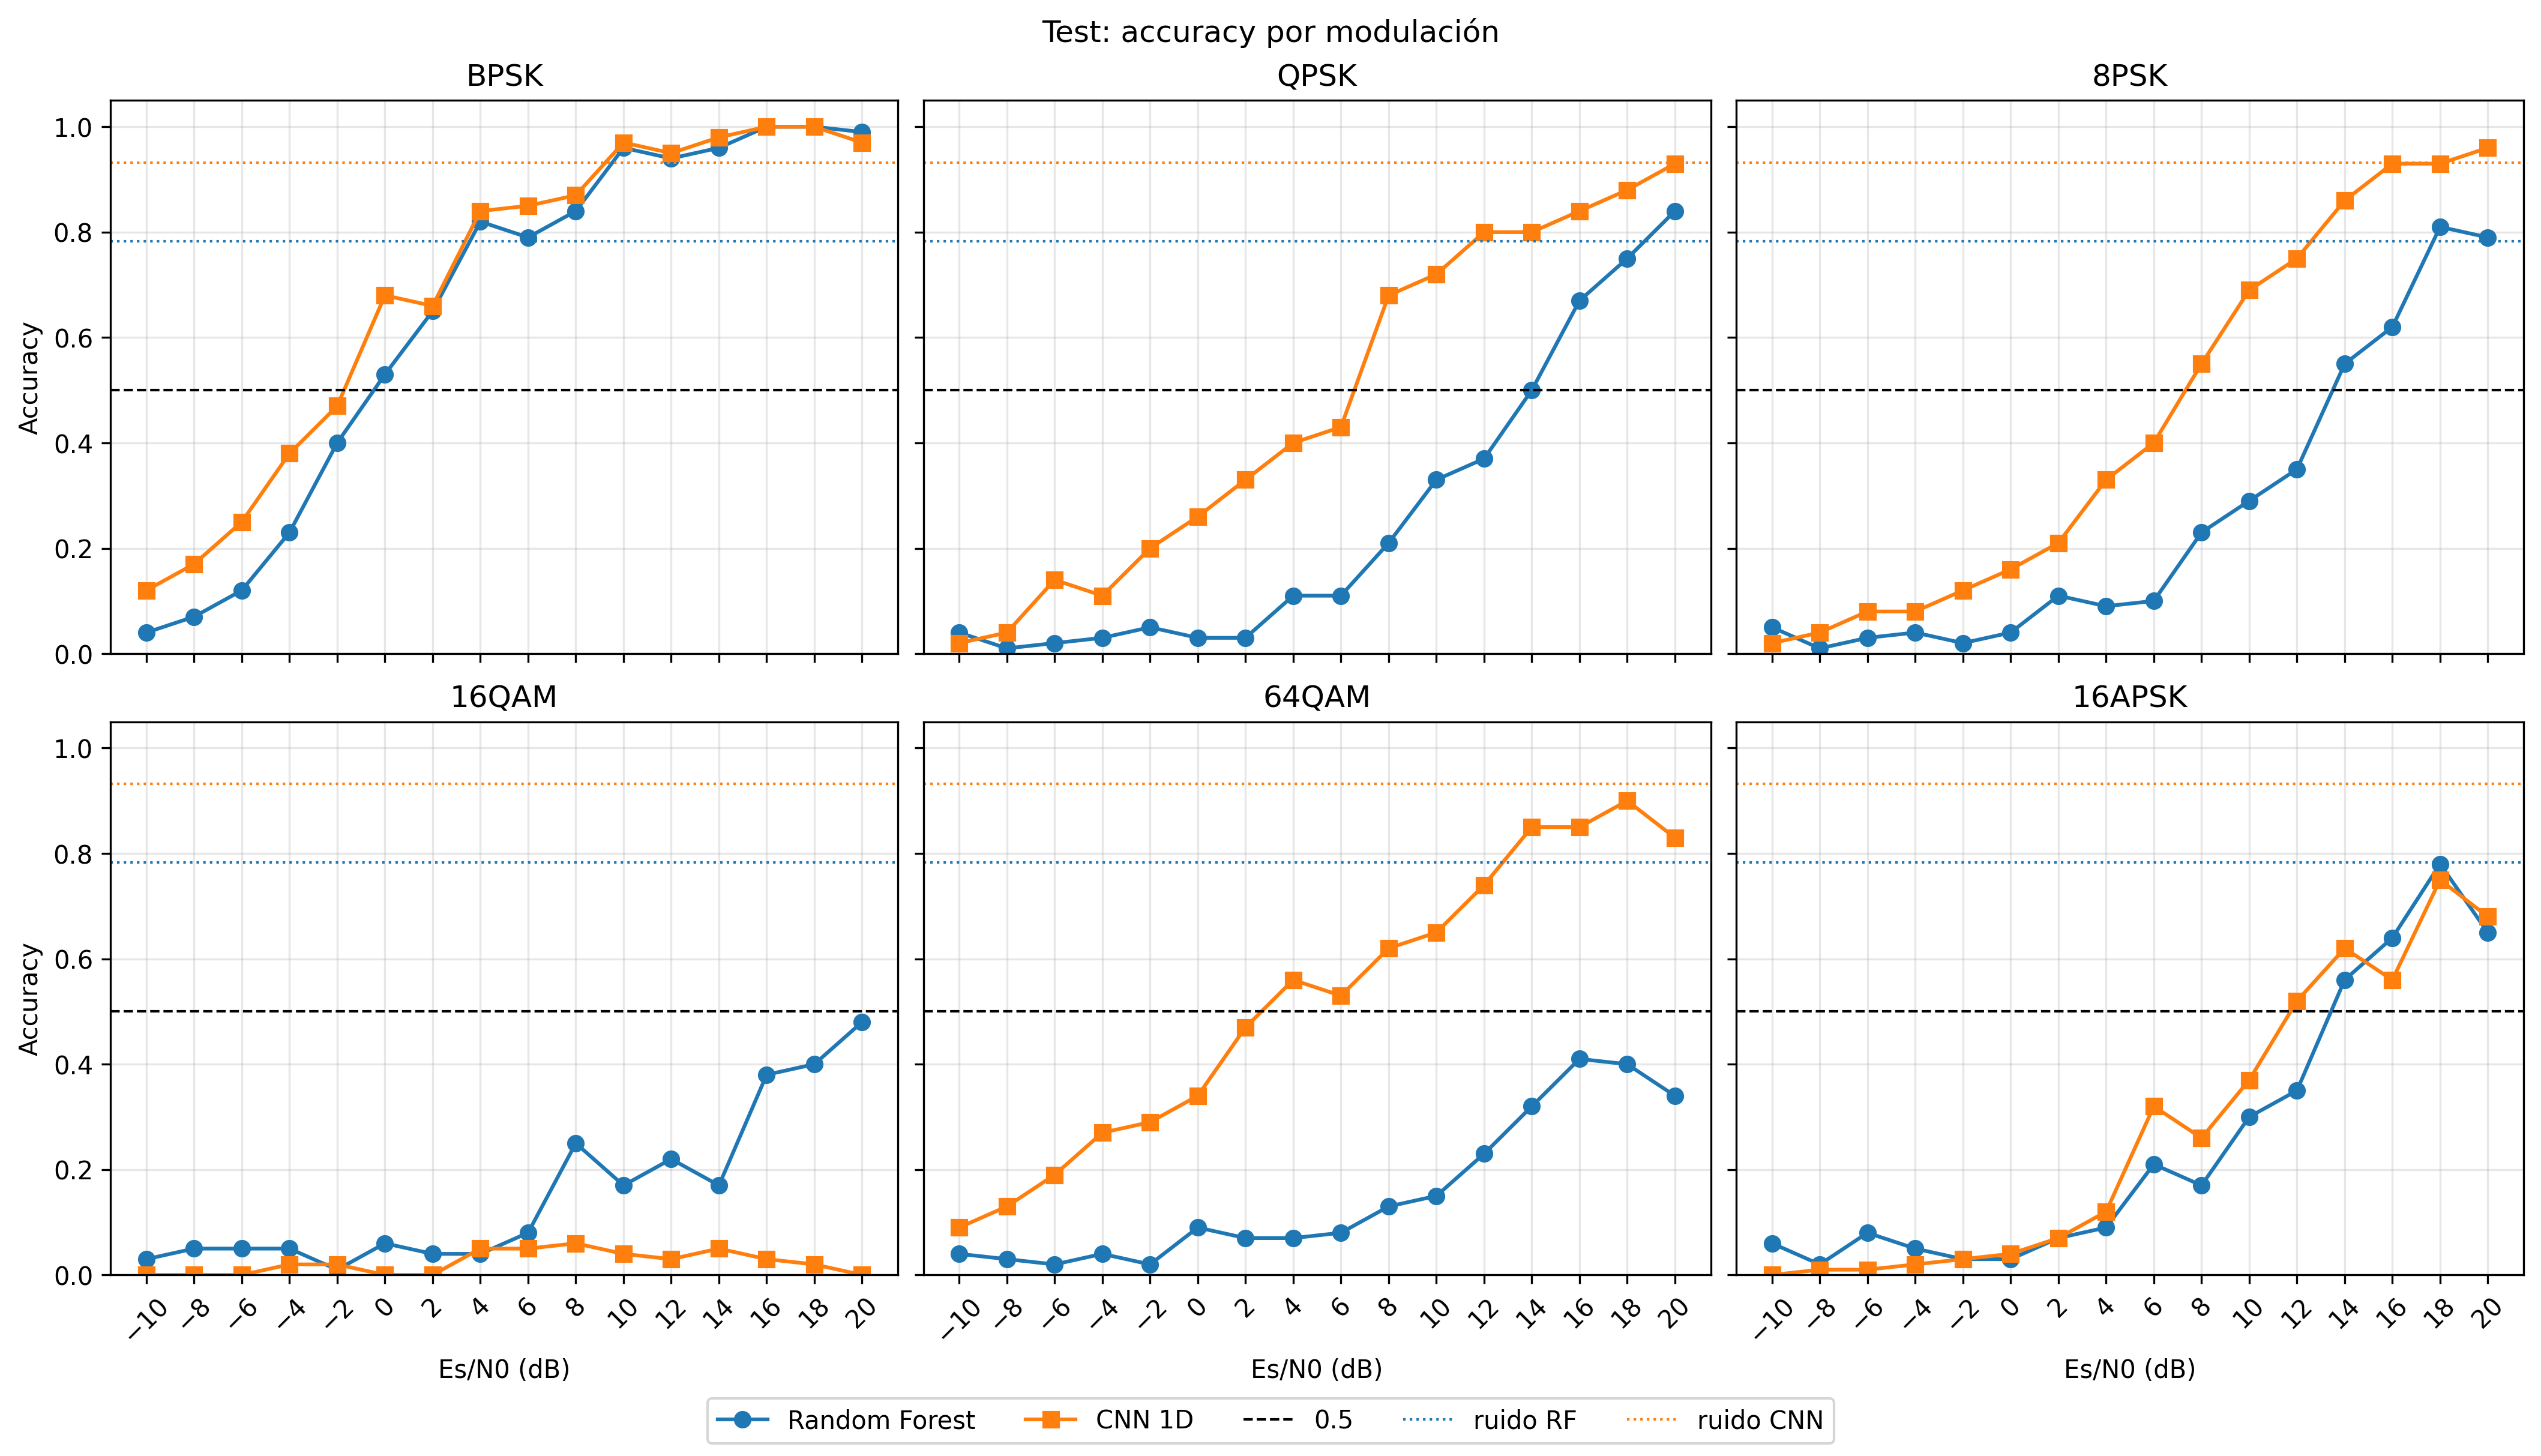 Test: accuracy por modulación
BPSK
QPSK
8PSK
1.0
0.8
0.6
0.4
0.2
0.0
Accuracy
16QAM
64QAM
16APSK
1.0
0.8
0.6
0.4
0.2
0.0
Accuracy
−10 −8 −6 −4 −2 0 2 4 6 8 10 12 14 16 18 20
−10 −8 −6 −4 −2 0 2 4 6 8 10 12 14 16 18 20
−10 −8 −6 −4 −2 0 2 4 6 8 10 12 14 16 18 20
Es/N0 (dB)
Es/N0 (dB)
Es/N0 (dB)
Random Forest CNN 1D 0.5 ruido RF ruido CNN